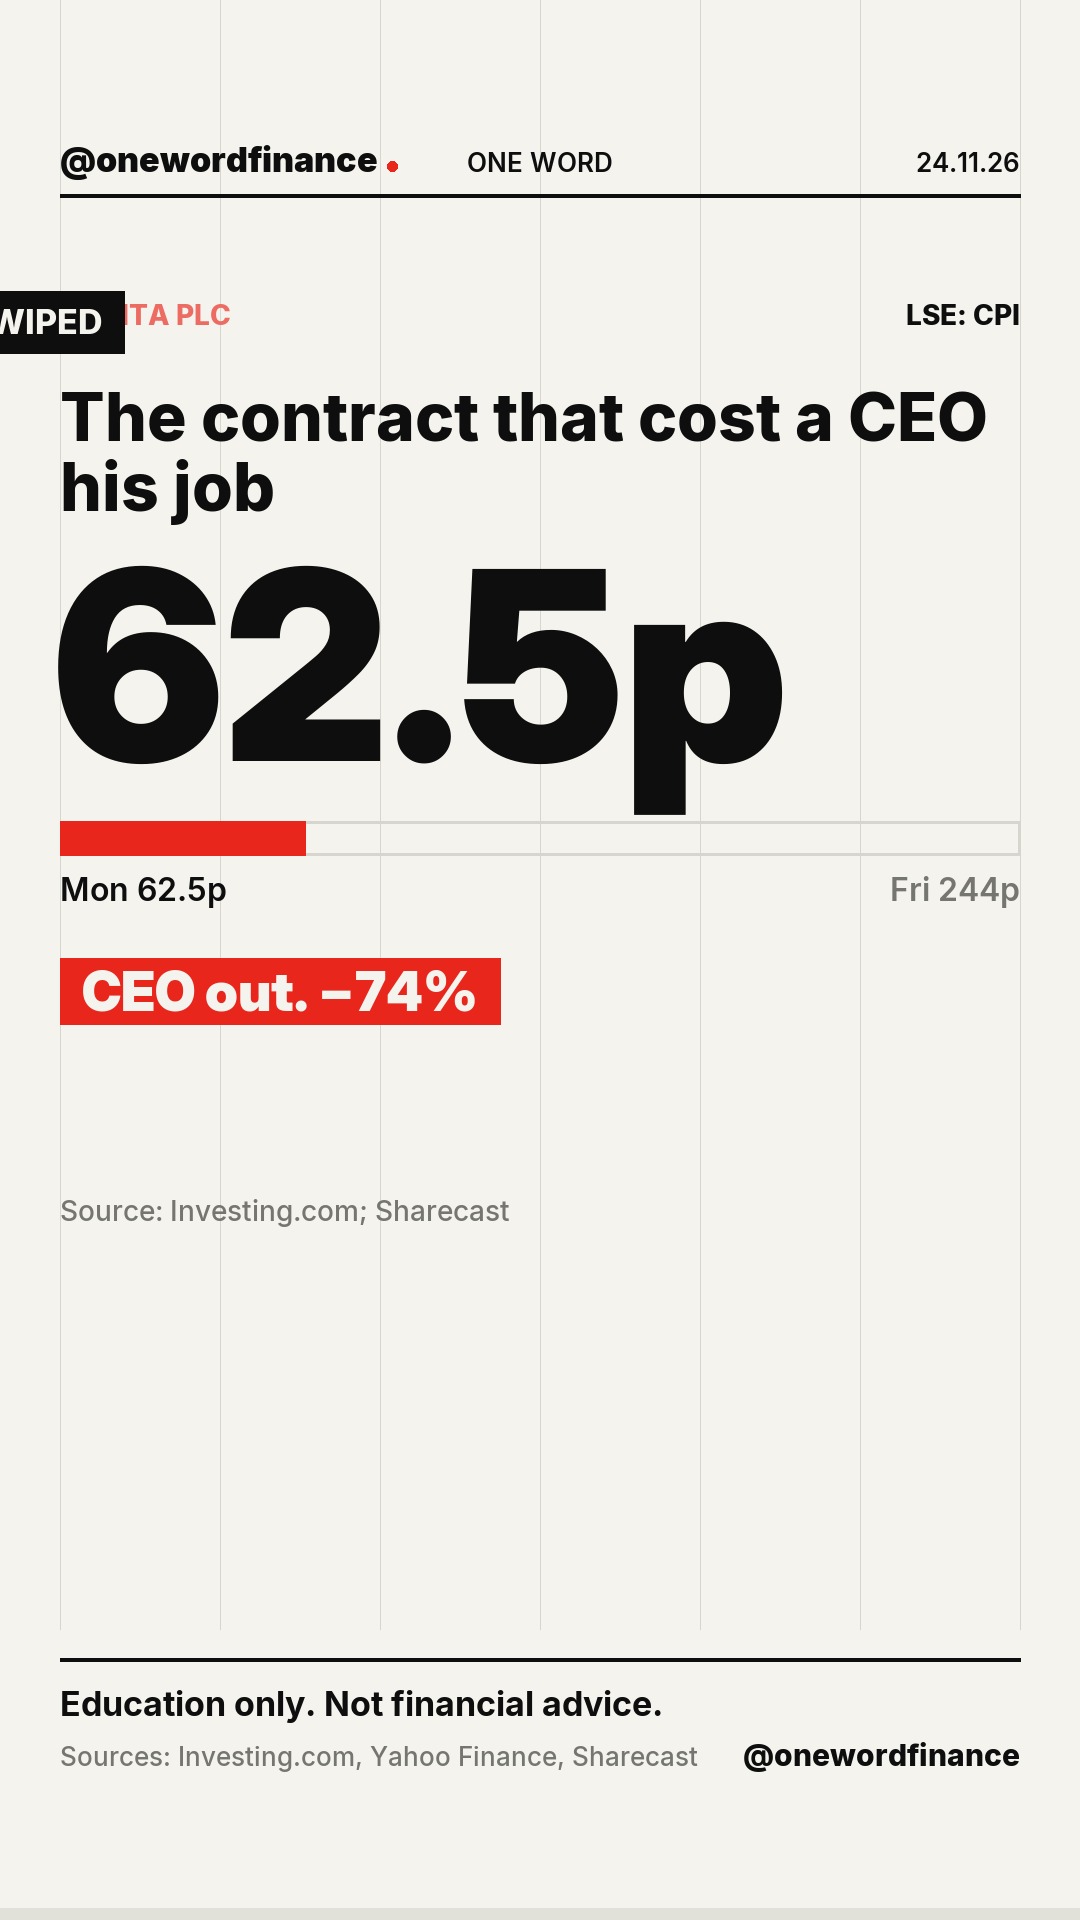 @onewordfinance
ONE WORD
24.11.26
WIPED
TA PLC
LSE: CPI
The contract that cost a CEO
his job
62.5p
Mon 62.5p
Fri 244p
CEO out. −74%
Source: Investing.com; Sharecast
Education only. Not financial advice.
Sources: Investing.com, Yahoo Finance, Sharecast
@onewordfinance